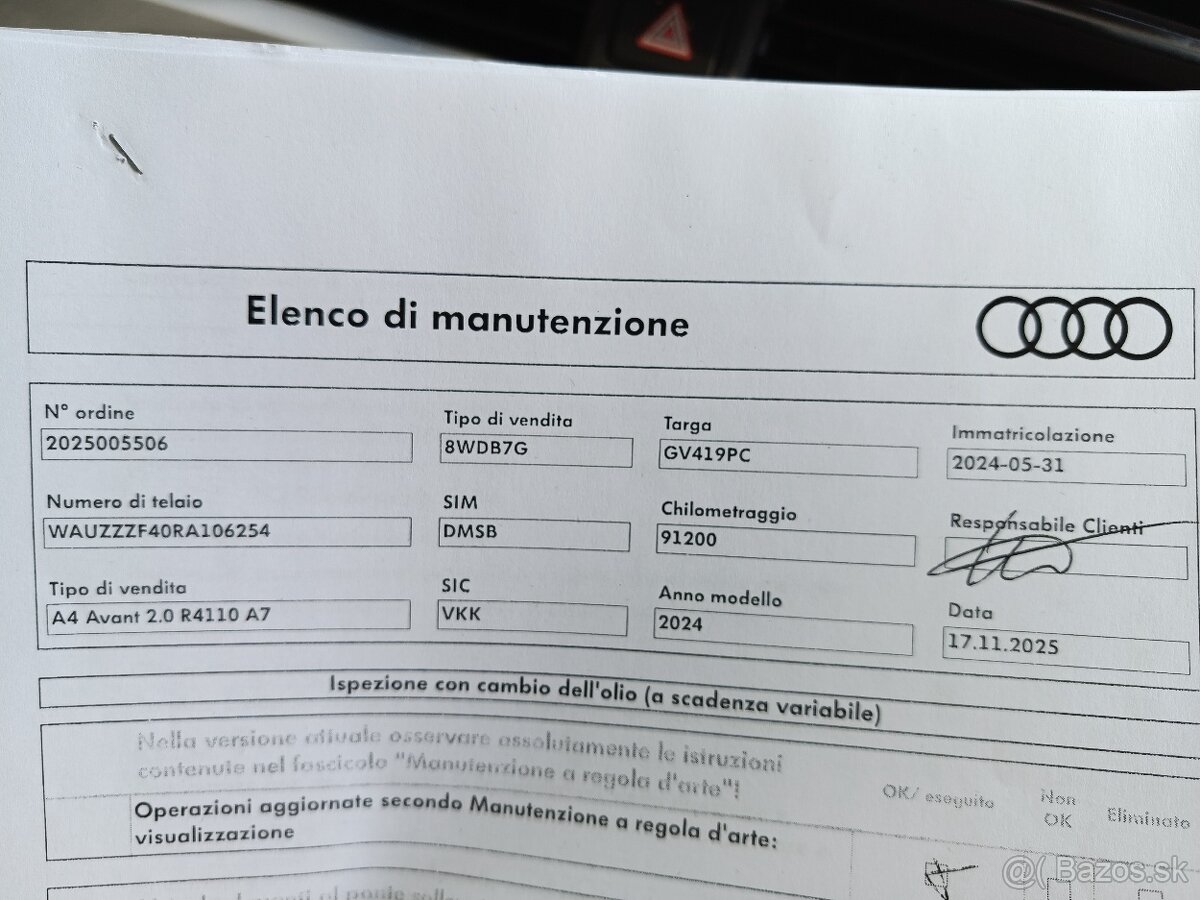 Elenco di manutenzione
N° ordine
2025005506
Tipo di vendita
8WDB7G
Targa
GV419PC
Immatricolazione
2024-05-31
Numero di telaio
WAUZZZF40RA106254
SIM
DMSB
Chilometraggio
91200
Responsabile Clienti
Tipo di vendita
A4 Avant 2.0 R4110 A7
SIC
VKK
Anno modello
2024
Data
17.11.2025
Ispezione con cambio dell'olio (a scadenza variabile)
Nella versione attuale osservare assolutamente le istruzioni
contenute nel fascicolo "Manutenzione a regola d'arte"!
OK/ eseguito
Non
OK
Eliminato
Operazioni aggiornate secondo Manutenzione a regola d'arte:
visualizzazione
@( Bazos.sk